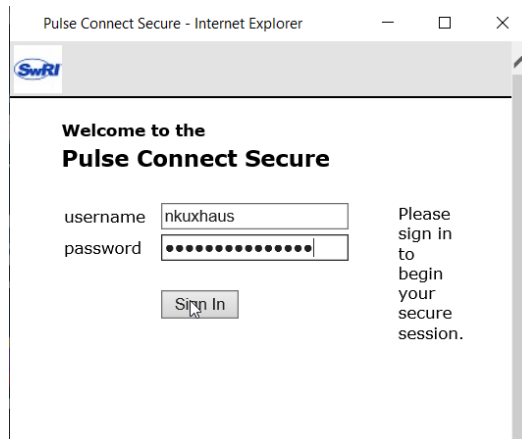 Pulse Connect Secure - Internet Explorer
SwRI
Welcome to the
Pulse Connect Secure
username nkuxhaus
password ●●●●●●●●●●●●●●●
Sign In
Please
sign in
to
begin
your
secure
session.